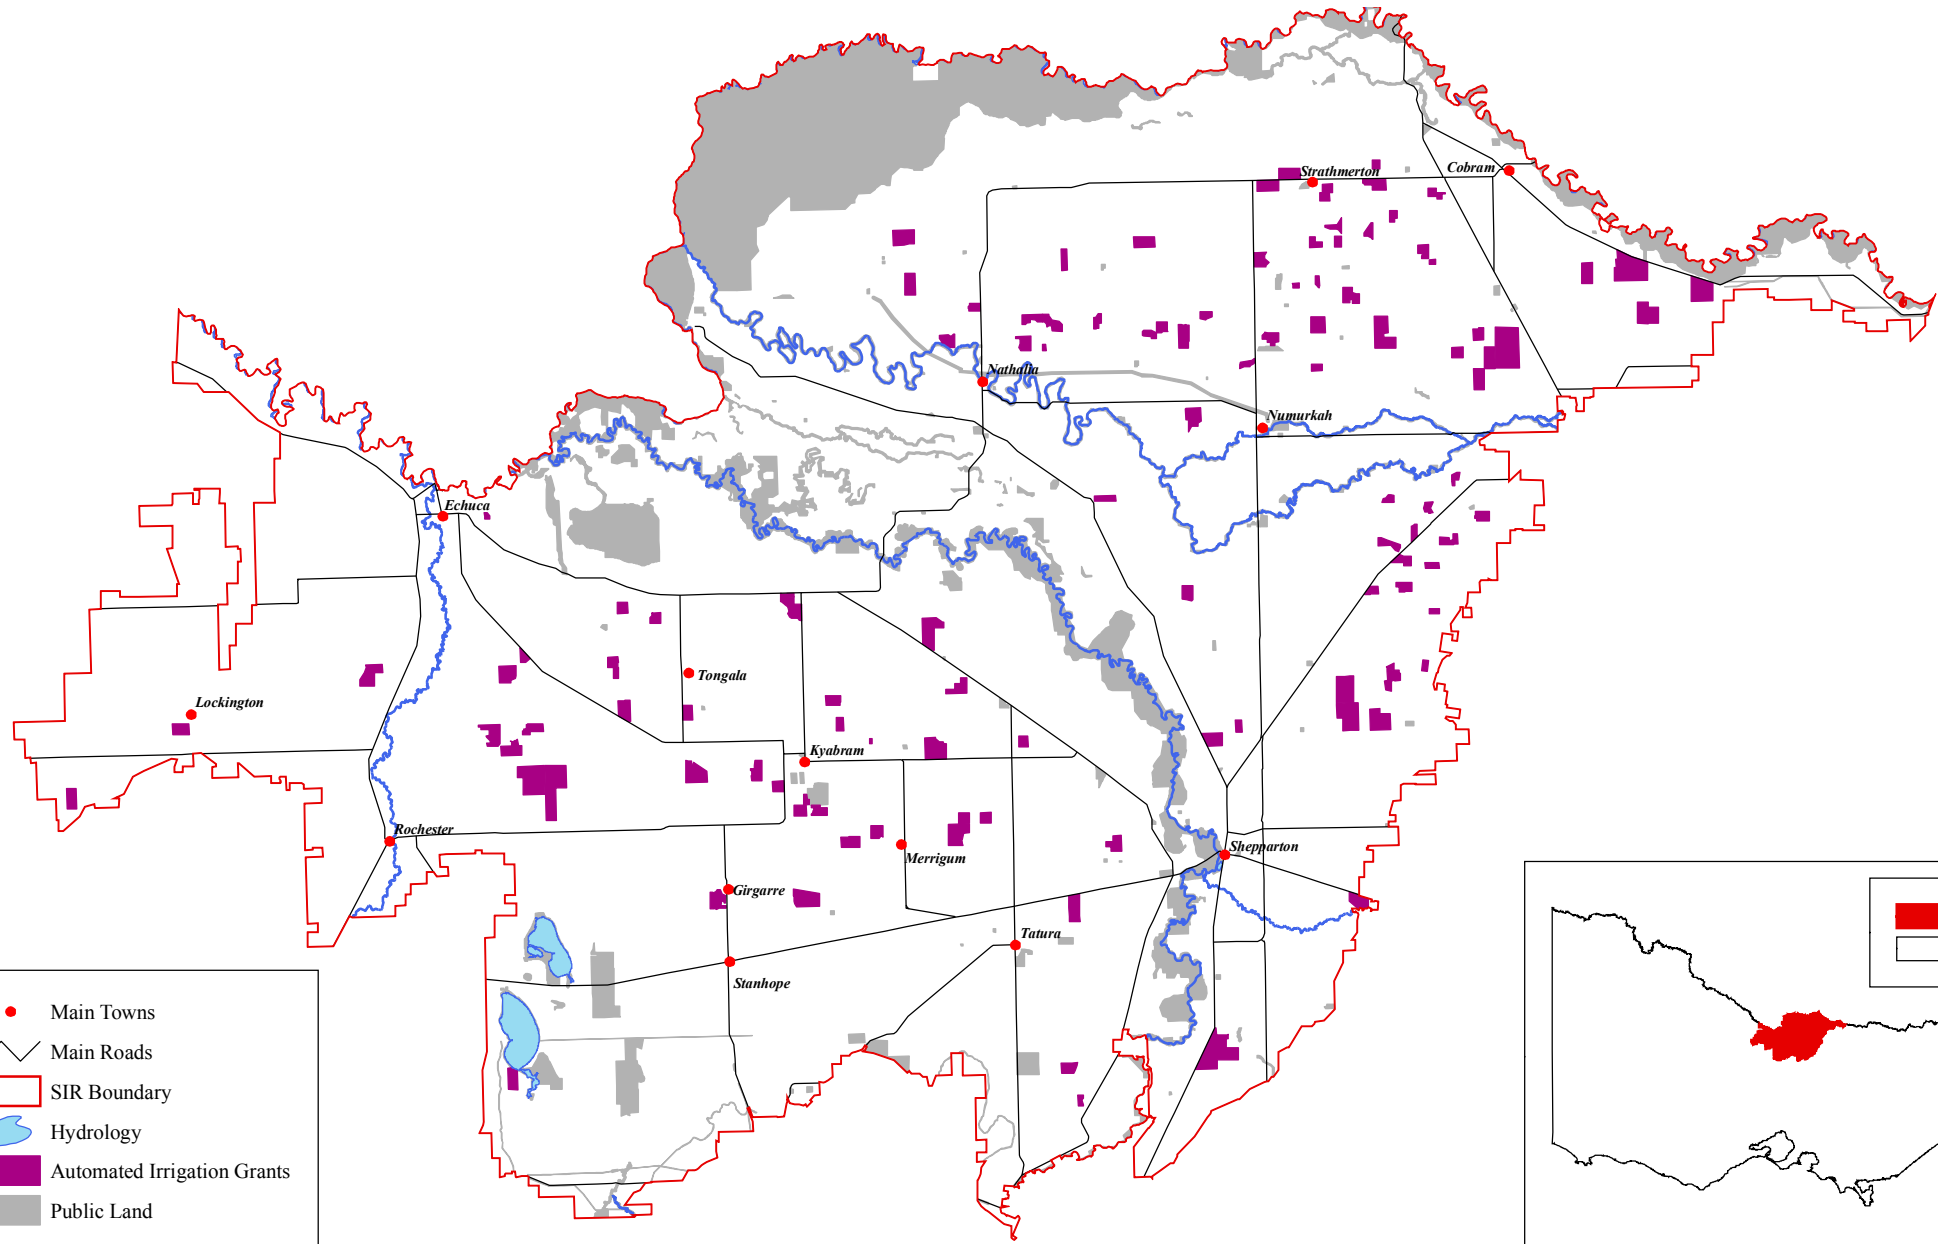 Strathmerton
Cobram
Nathalia
Numurkah
Echuca
Tongala
Lockington
Kyabram
Rochester
Merrigum
Shepparton
Girgarre
Tatura
Stanhope
Main Towns
Main Roads
SIR Boundary
Hydrology
Automated Irrigation Grants
Public Land